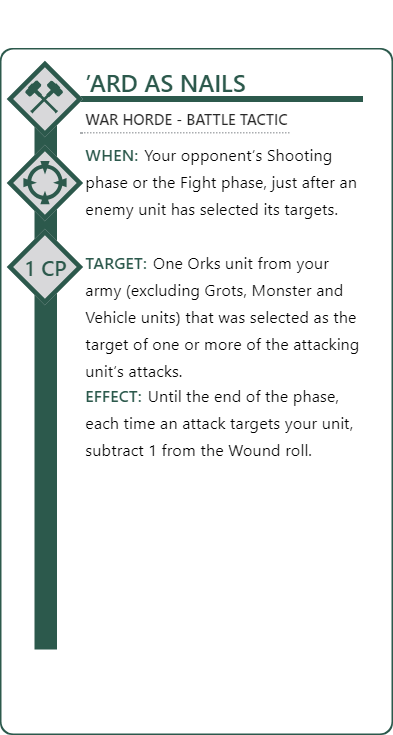 ’ARD AS NAILS
WAR HORDE - BATTLE TACTIC
WHEN: Your opponent’s Shooting
phase or the Fight phase, just after an
enemy unit has selected its targets.
1 CP
TARGET: One Orks unit from your
army (excluding Grots, Monster and
Vehicle units) that was selected as the
target of one or more of the attacking
unit’s attacks.
EFFECT: Until the end of the phase,
each time an attack targets your unit,
subtract 1 from the Wound roll.